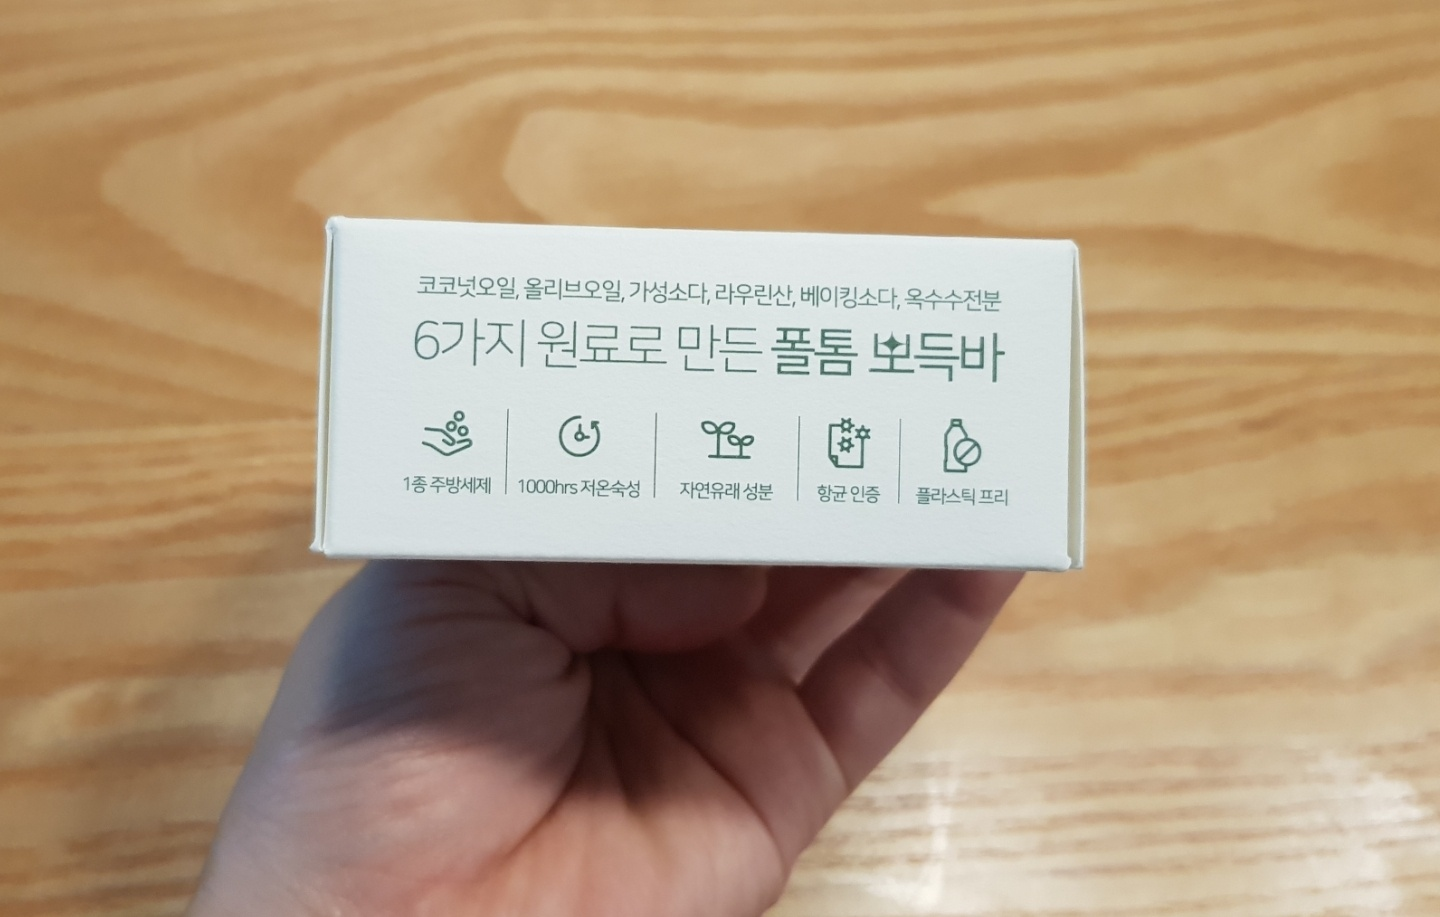 코코넛오일, 올리브오일, 가성소다, 라우린산, 베이킹소다, 옥수수전분
6가지 원료로 만든 폴톰 뽀득바
1종 주방세제
1000hrs 저온숙성
자연유래 성분
항균 인증
플라스틱 프리